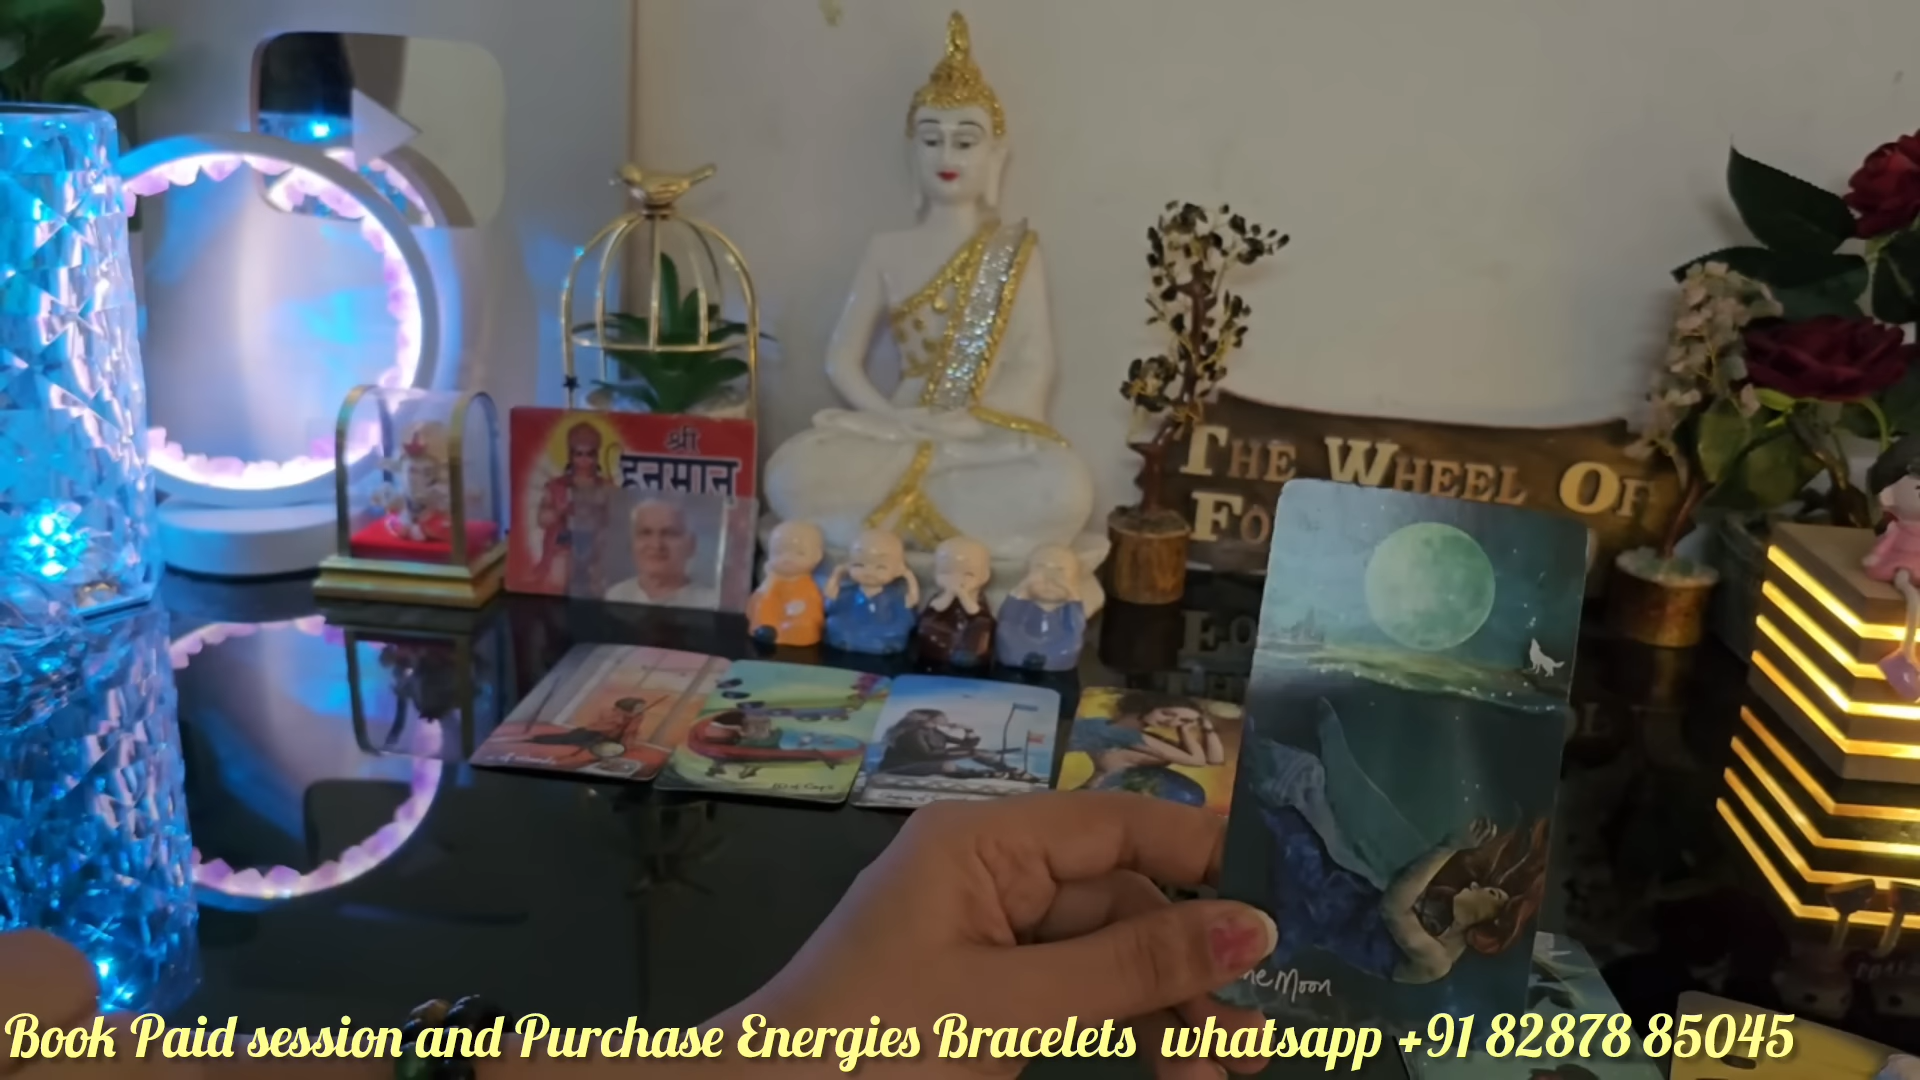 श्री
हनुमान
THE WHEEL OF
FO
The Moon
Book Paid session and Purchase Energies Bracelets whatsapp +91 82878 85045